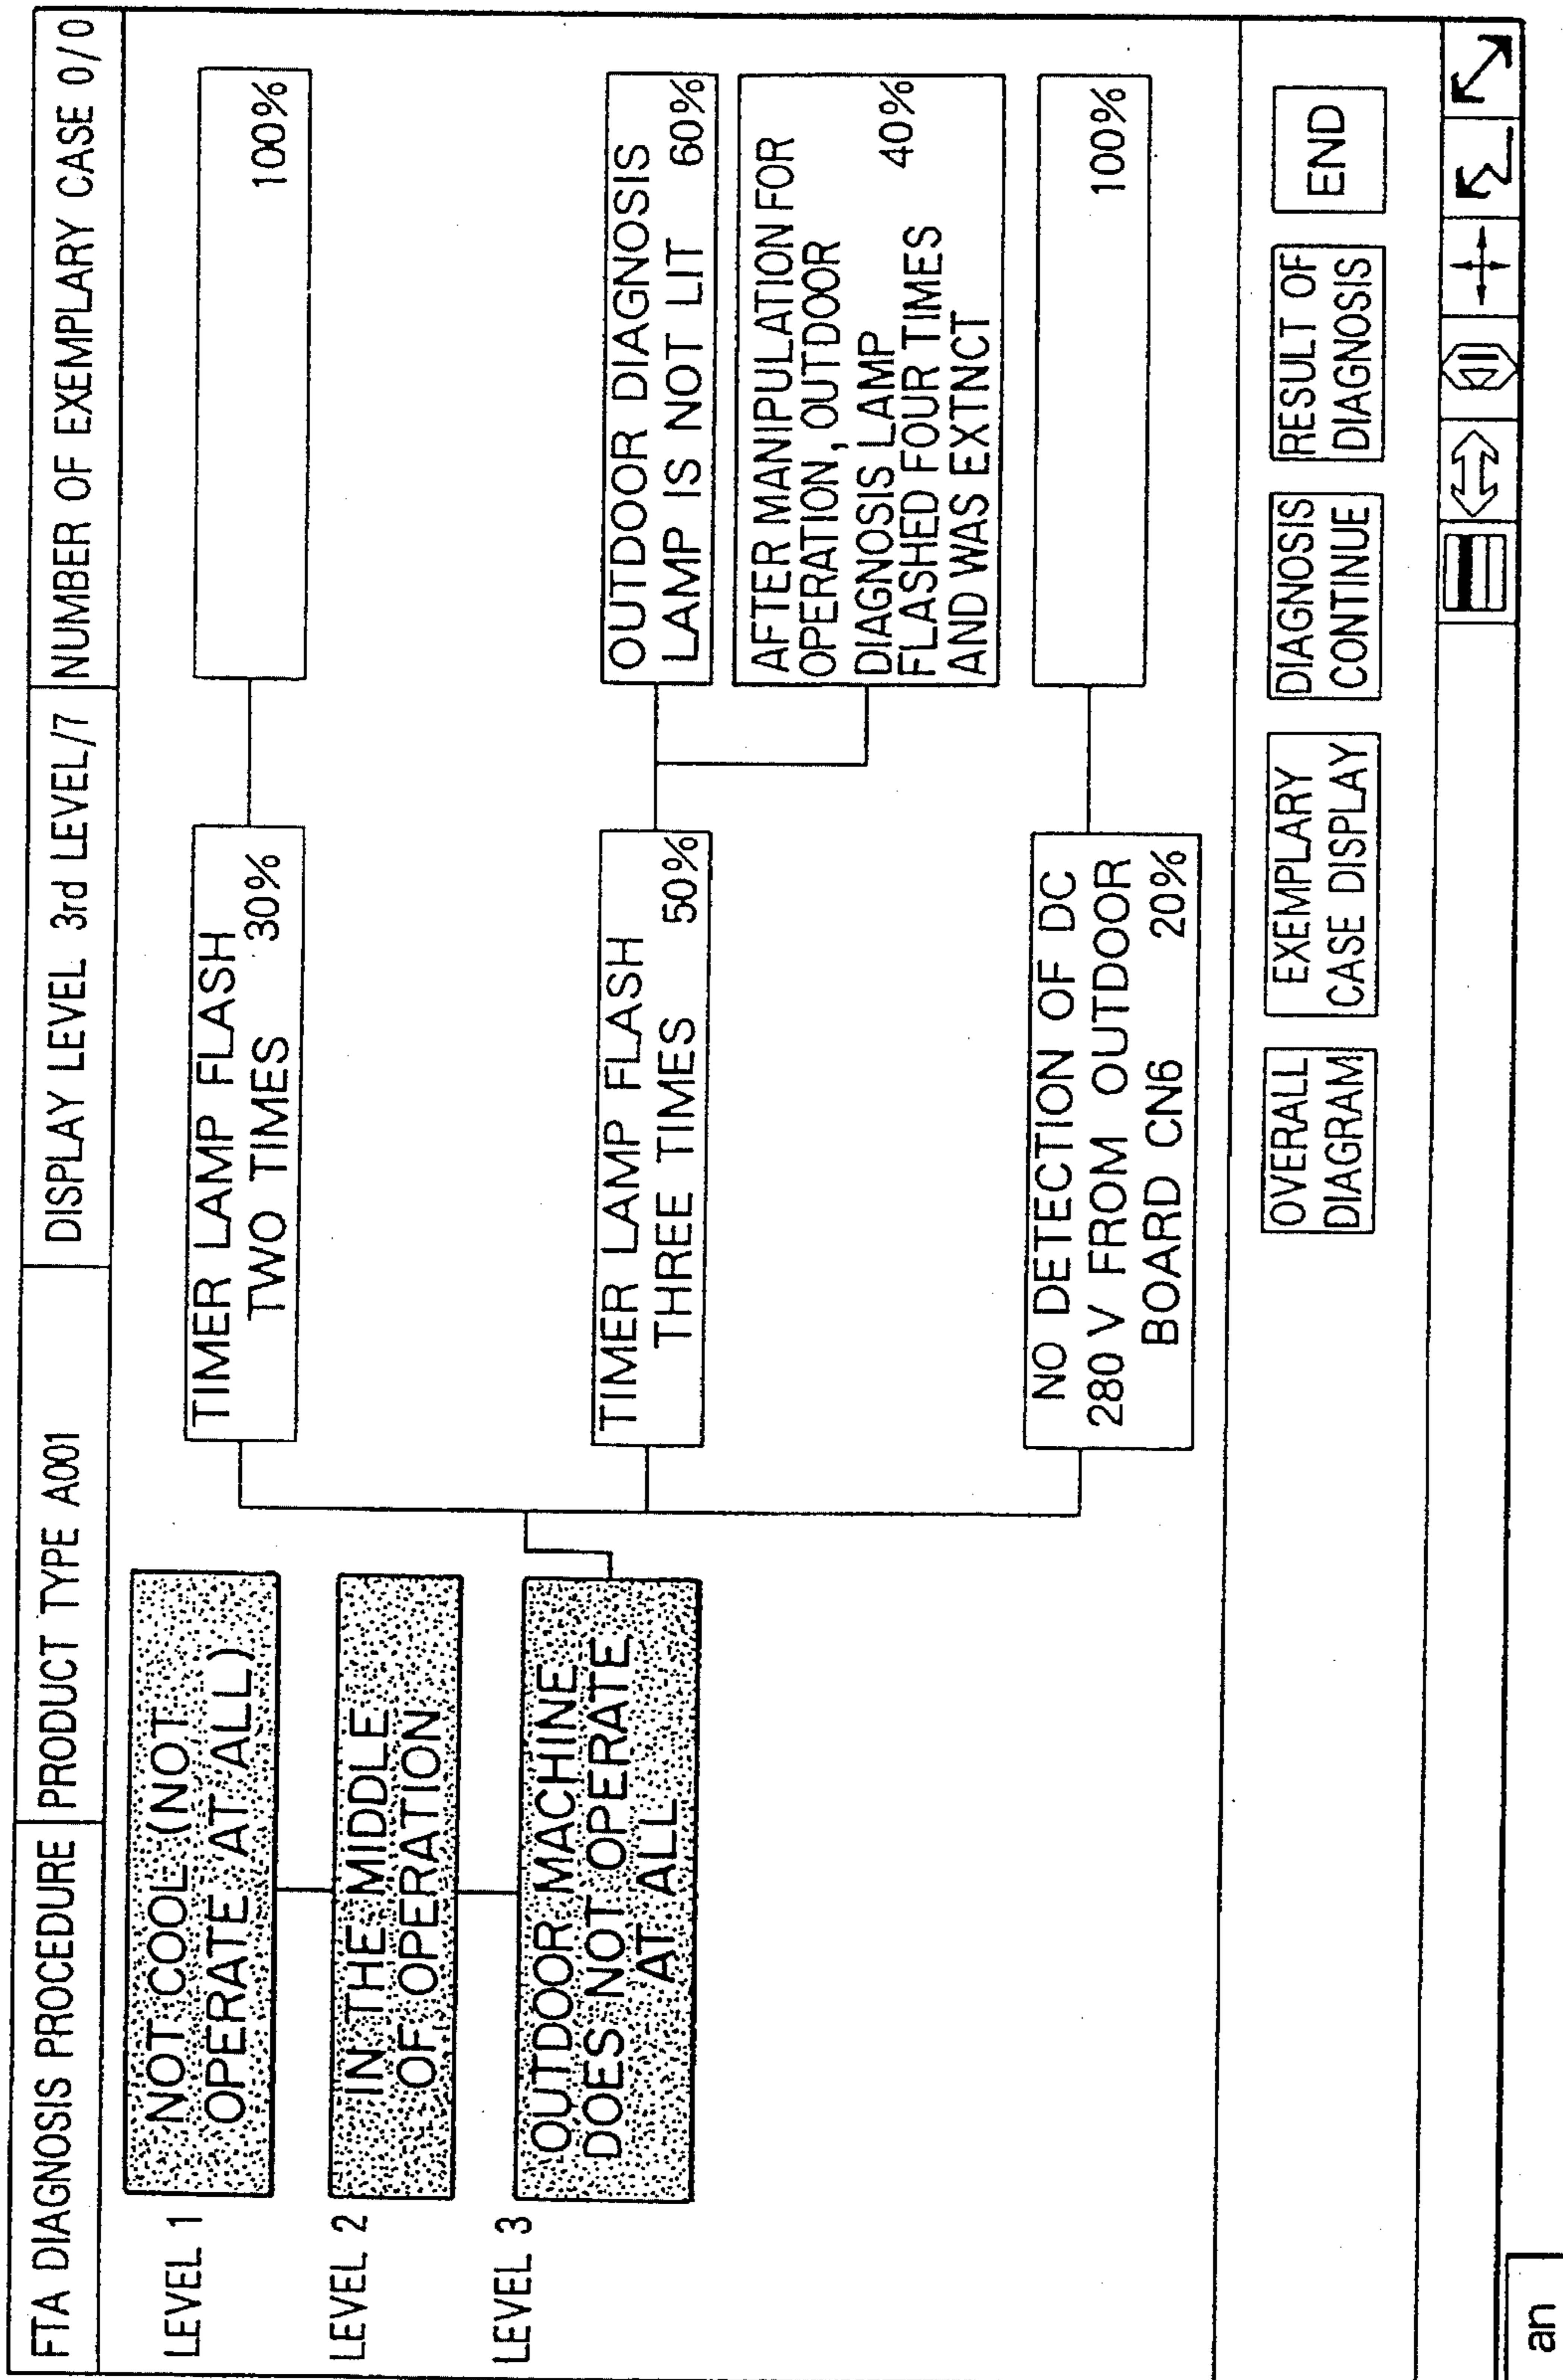 FTA DIAGNOSIS PROCEDURE
PRODUCT TYPE A001
DISPLAY LEVEL 3rd LEVEL/7
NUMBER OF EXEMPLARY CASE 0/0
LEVEL 1
NOT COOL (NOT
OPERATE AT ALL)
LEVEL 2
IN THE MIDDLE
OF OPERATION
LEVEL 3
OUTDOOR MACHINE
DOES NOT OPERATE
AT ALL
TIMER LAMP FLASH
TWO TIMES 30%
100%
TIMER LAMP FLASH
THREE TIMES 50%
OUTDOOR DIAGNOSIS
LAMP IS NOT LIT 60%
AFTER MANIPULATION FOR
OPERATION, OUTDOOR
DIAGNOSIS LAMP 40%
FLASHED FOUR TIMES
AND WAS EXTNCT
NO DETECTION OF DC
280 V FROM OUTDOOR
BOARD CN6 20%
100%
OVERALL
DIAGRAM
EXEMPLARY
CASE DISPLAY
DIAGNOSIS
CONTINUE
RESULT OF
DIAGNOSIS
END
an